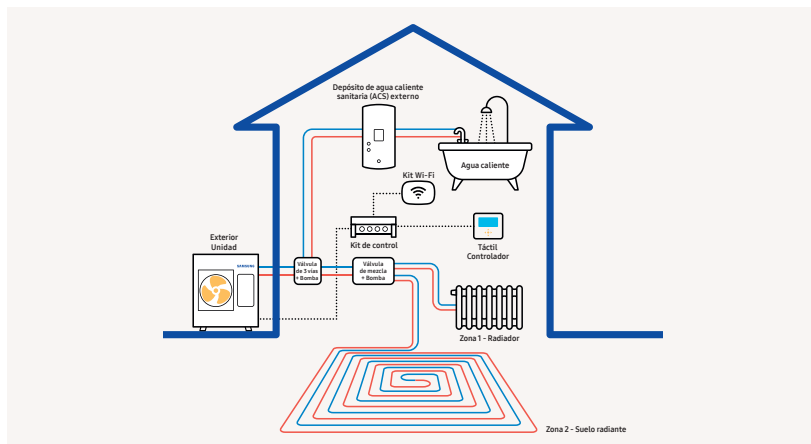 Depósito de agua caliente
sanitaria (ACS) externo
Agua caliente
Kit Wi-Fi
Kit de control
Táctil
Controlador
Exterior
Unidad
SAMSUNG
Válvula
de 3 vías
+ Bomba
Válvula
de mezcla
+ Bomba
Zona 1 - Radiador
Zona 2 - Suelo radiante